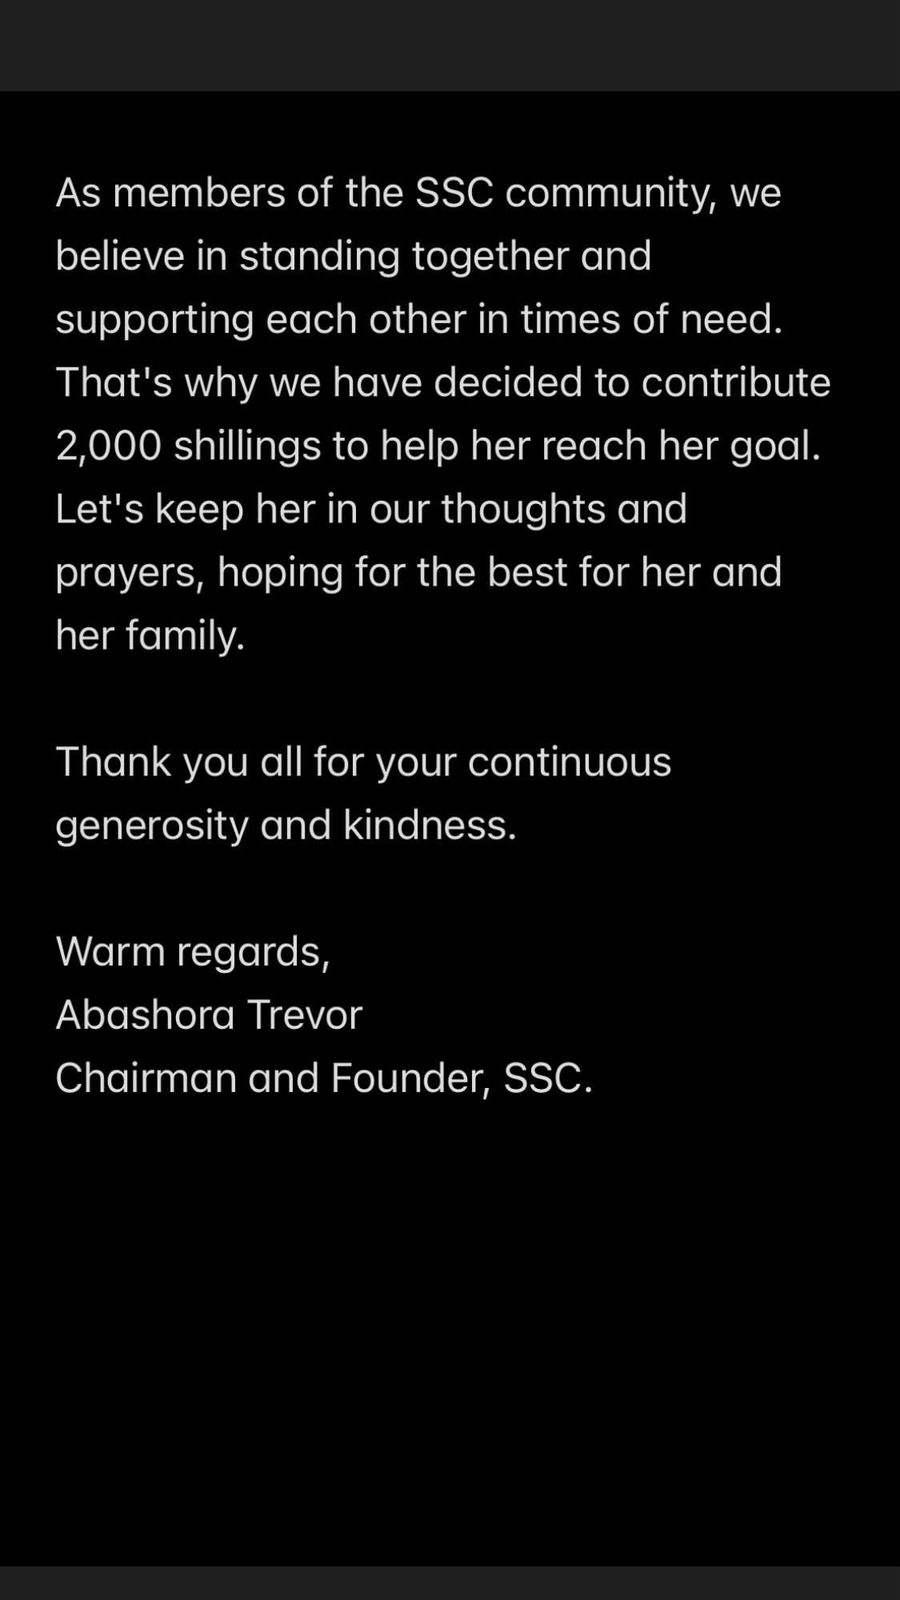 As members of the SSC community, we
believe in standing together and
supporting each other in times of need.
That's why we have decided to contribute
2,000 shillings to help her reach her goal.
Let's keep her in our thoughts and
prayers, hoping for the best for her and
her family.
Thank you all for your continuous
generosity and kindness.
Warm regards,
Abashora Trevor
Chairman and Founder, SSC.